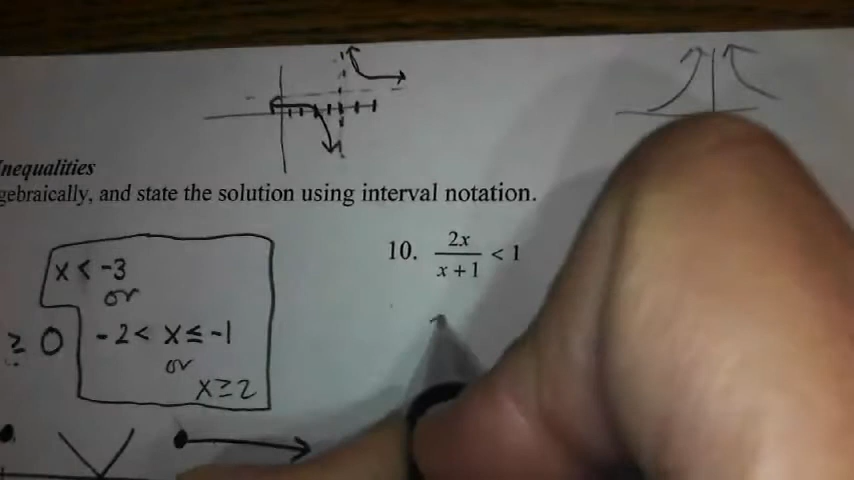 nequalities
gebraically, and state the solution using interval notation.
x < -3
or
≥ 0 -2 < x ≤ -1
or
x ≥ 2
10. 2x / x + 1 < 1